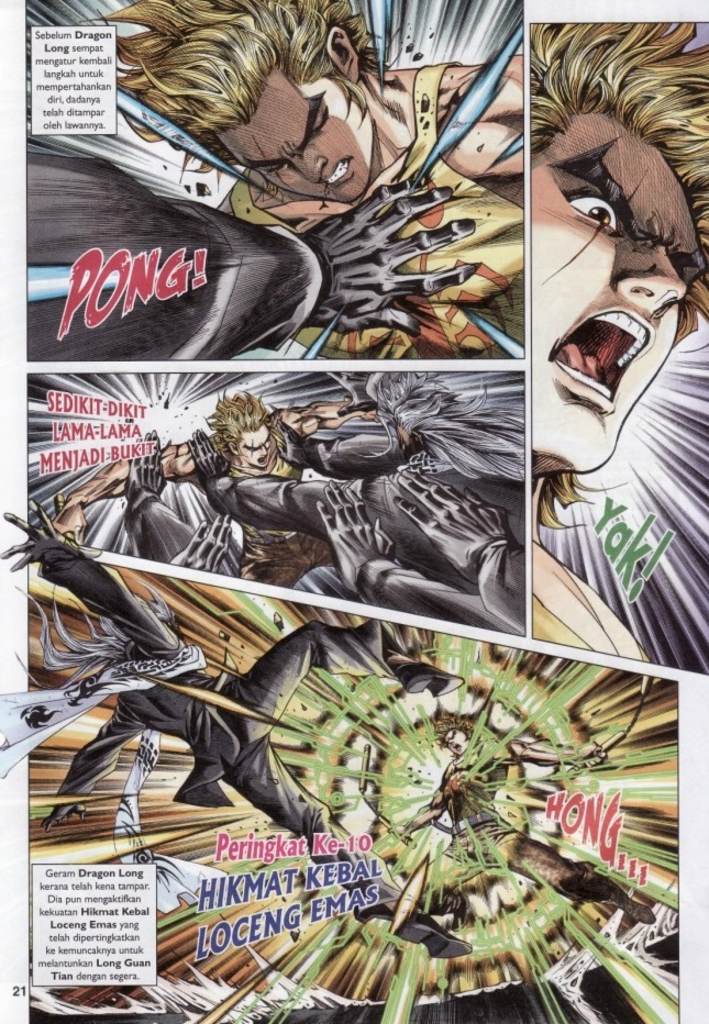 Sebelum Dragon
Long sempat
mengatur kembali
langkah untuk
mempertahankan
diri, dadanya
telah ditampar
oleh lawannya.
PONG!
Yak!
SEDIKIT-DIKIT
LAMA-LAMA
MENJADI-BUKIT
Peringkat Ke-10
HIKMAT KEBAL
LOCENG EMAS
HONG...
Geram Dragon Long
kerana telah kena tampar.
Dia pun mengaktifkan
kekuatan Hikmat Kebal
Loceng Emas yang
telah dipertingkatkan
ke kemuncaknya untuk
melantunkan Long Guan
Tian dengan segera.
21